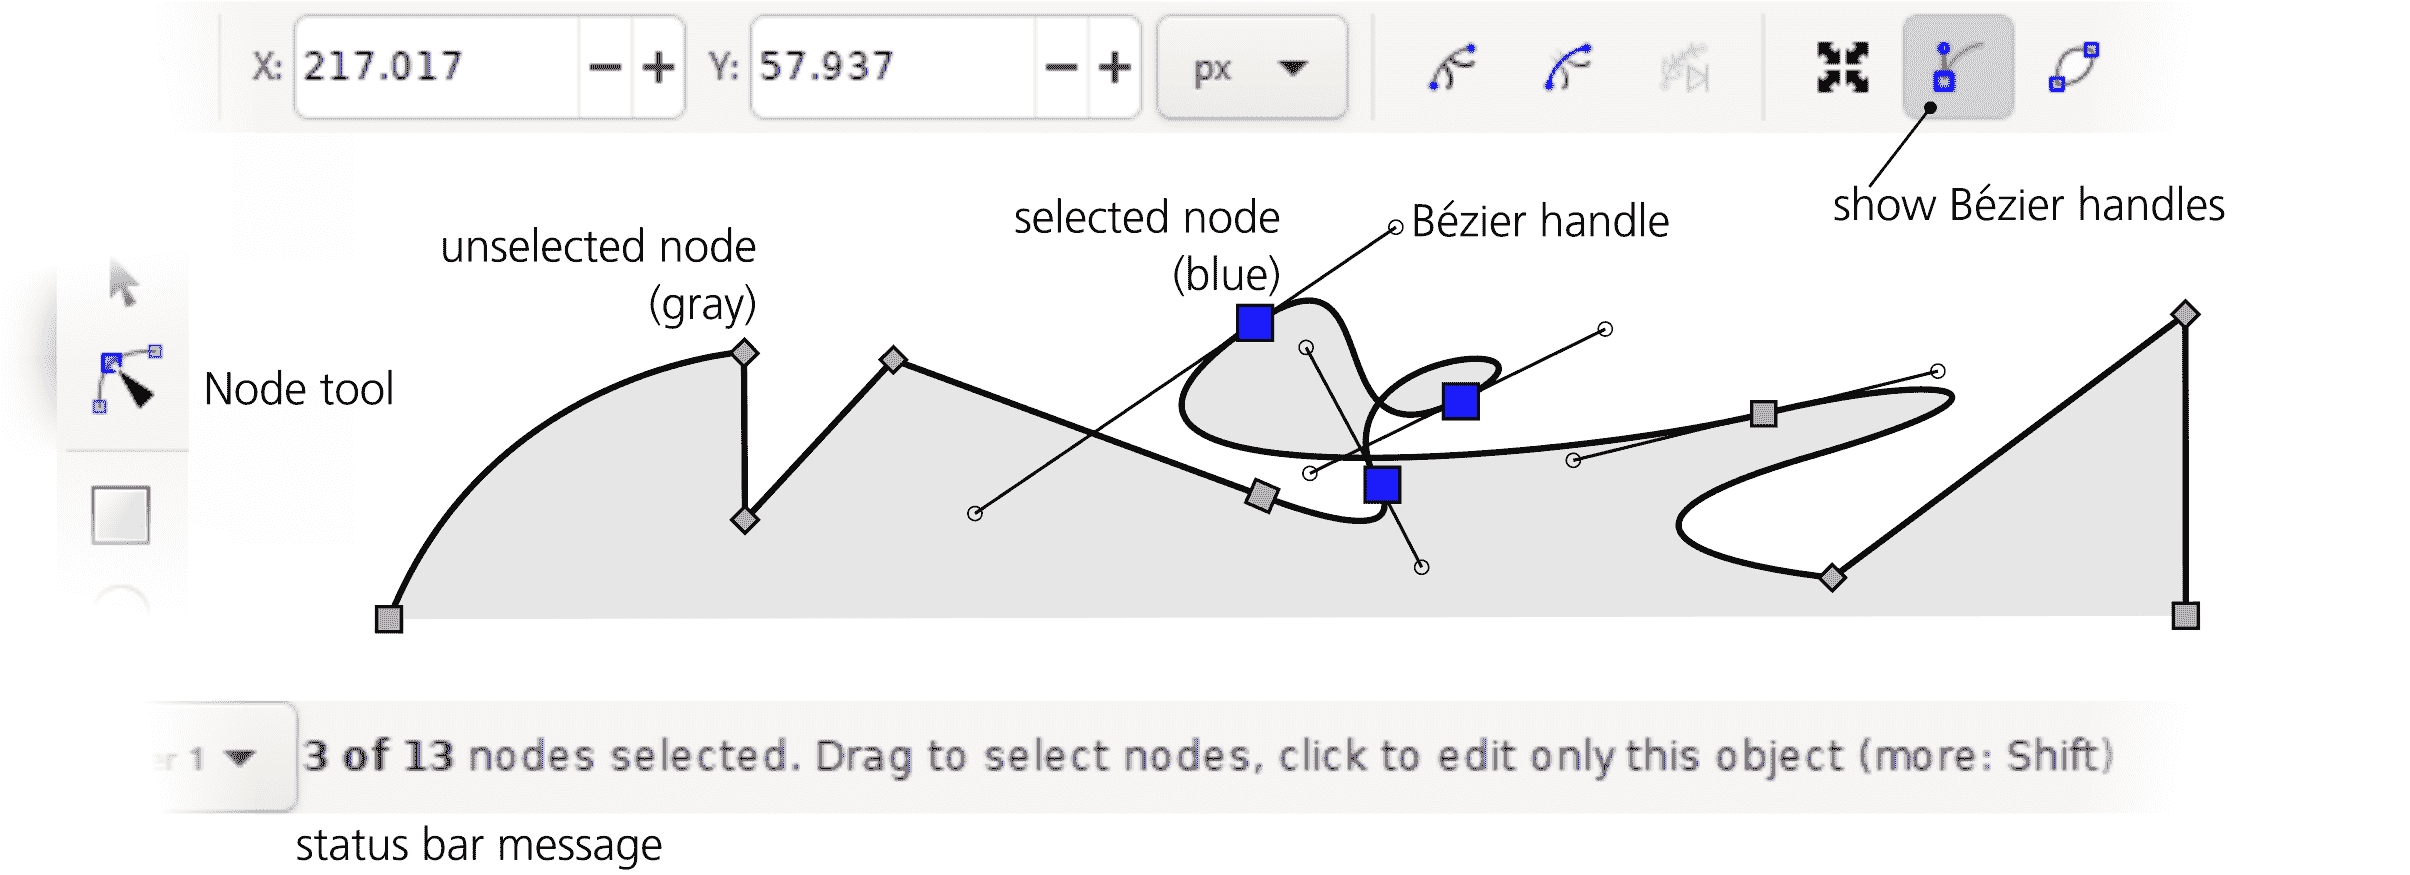 X: 217.017 − + Y: 57.937 − + px
show Bézier handles
selected node
(blue)
Bézier handle
unselected node
(gray)
Node tool
er 1 3 of 13 nodes selected. Drag to select nodes, click to edit only this object (more: Shift)
status bar message